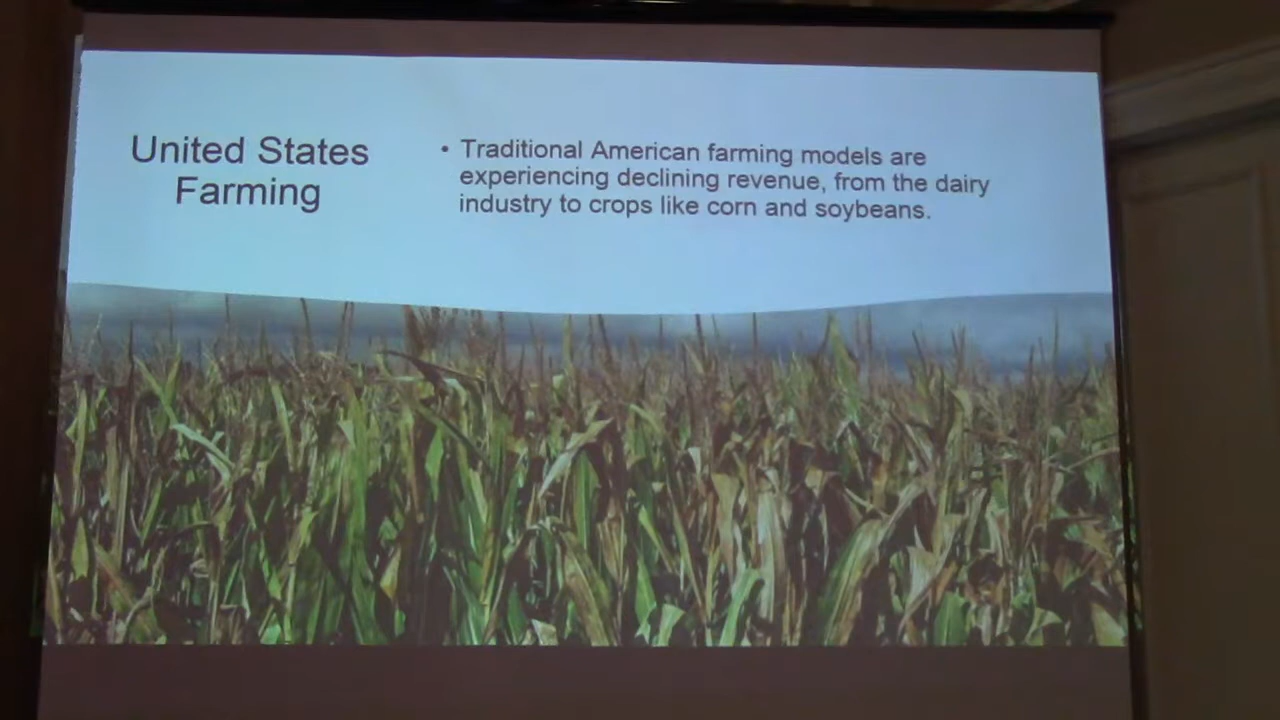 United States
Farming
• Traditional American farming models are
experiencing declining revenue, from the dairy
industry to crops like corn and soybeans.